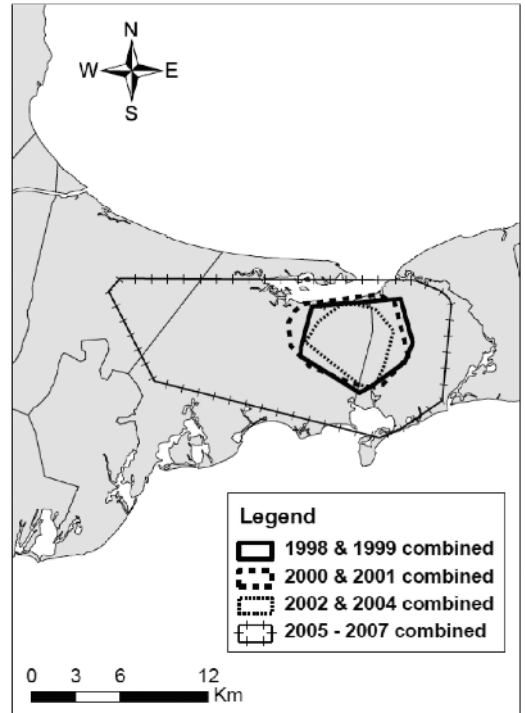 N
W E
S
Legend
1998 & 1999 combined
2000 & 2001 combined
2002 & 2004 combined
2005 - 2007 combined
0 3 6 12
Km